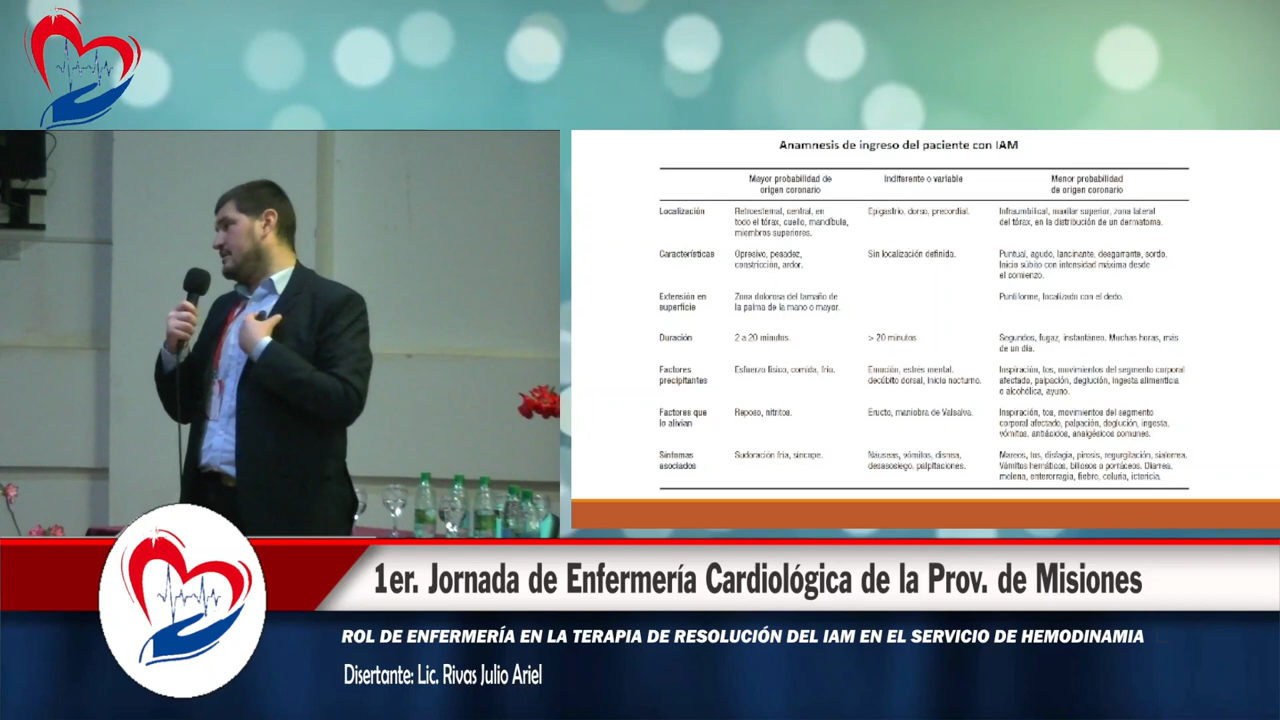 Anamnesis de ingreso del paciente con IAM
Mayor probabilidad de
origen coronario
Indiferente o variable
Menor probabilidad
de origen coronario
Localización
Retroesternal, central, en
todo el tórax, cuello, mandíbula,
miembros superiores.
Epigastrio, dorso, precordial.
Infraumbilical, maxilar superior, zona lateral
del tórax, en la distribución de un dermatoma.
Características
Opresivo, pesadez,
constricción, ardor.
Sin localización definida.
Puntual, agudo, lancinante, desgarrante, sordo.
Inicio súbito con intensidad máxima desde
el comienzo.
Extensión en
superficie
Zona dolorosa del tamaño de
la palma de la mano o mayor.
Puntiforme, localizado con el dedo.
Duración
2 a 20 minutos.
> 20 minutos
Segundos, fugaz, instantáneo. Muchas horas, más
de un día.
Factores
precipitantes
Esfuerzo físico, comida, frío.
Emoción, estrés mental,
decúbito dorsal, inicio nocturno.
Inspiración, tos, movimientos del segmento corporal
afectado, palpación, deglución, ingesta alimenticia
o alcohólica, ayuno.
Factores que
lo alivian
Reposo, nitritos.
Eructo, maniobra de Valsalva.
Inspiración, tos, movimientos del segmento
corporal afectado, palpación, deglución, ingesta,
vómitos, antiácidos, analgésicos comunes.
Síntomas
asociados
Sudoración fría, síncope.
Náuseas, vómitos, disnea,
desasosiego, palpitaciones.
Mareos, tos, disfagia, pirosis, regurgitación, sialorrea.
Vómitos hemáticos, biliosos o porráceos. Diarrea,
melena, enterorragia, fiebre, coluria, ictericia.
1er. Jornada de Enfermería Cardiológica de la Prov. de Misiones
ROL DE ENFERMERÍA EN LA TERAPIA DE RESOLUCIÓN DEL IAM EN EL SERVICIO DE HEMODINAMIA
Disertante: Lic. Rivas Julio Ariel